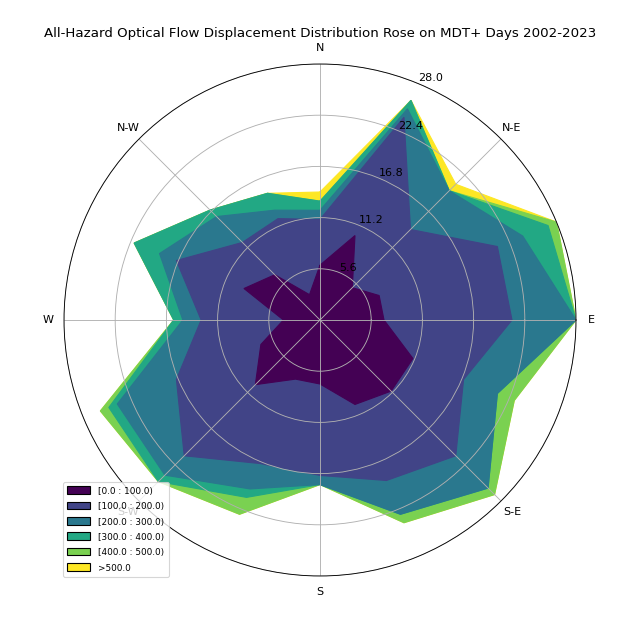 All-Hazard Optical Flow Displacement Distribution Rose on MDT+ Days 2002-2023
N
28.0
N-W
N-E
22.4
16.8
11.2
5.6
W
E
[0.0 : 100.0)
[100.0 : 200.0)
S-W
S-E
[200.0 : 300.0)
[300.0 : 400.0)
[400.0 : 500.0)
>500.0
S